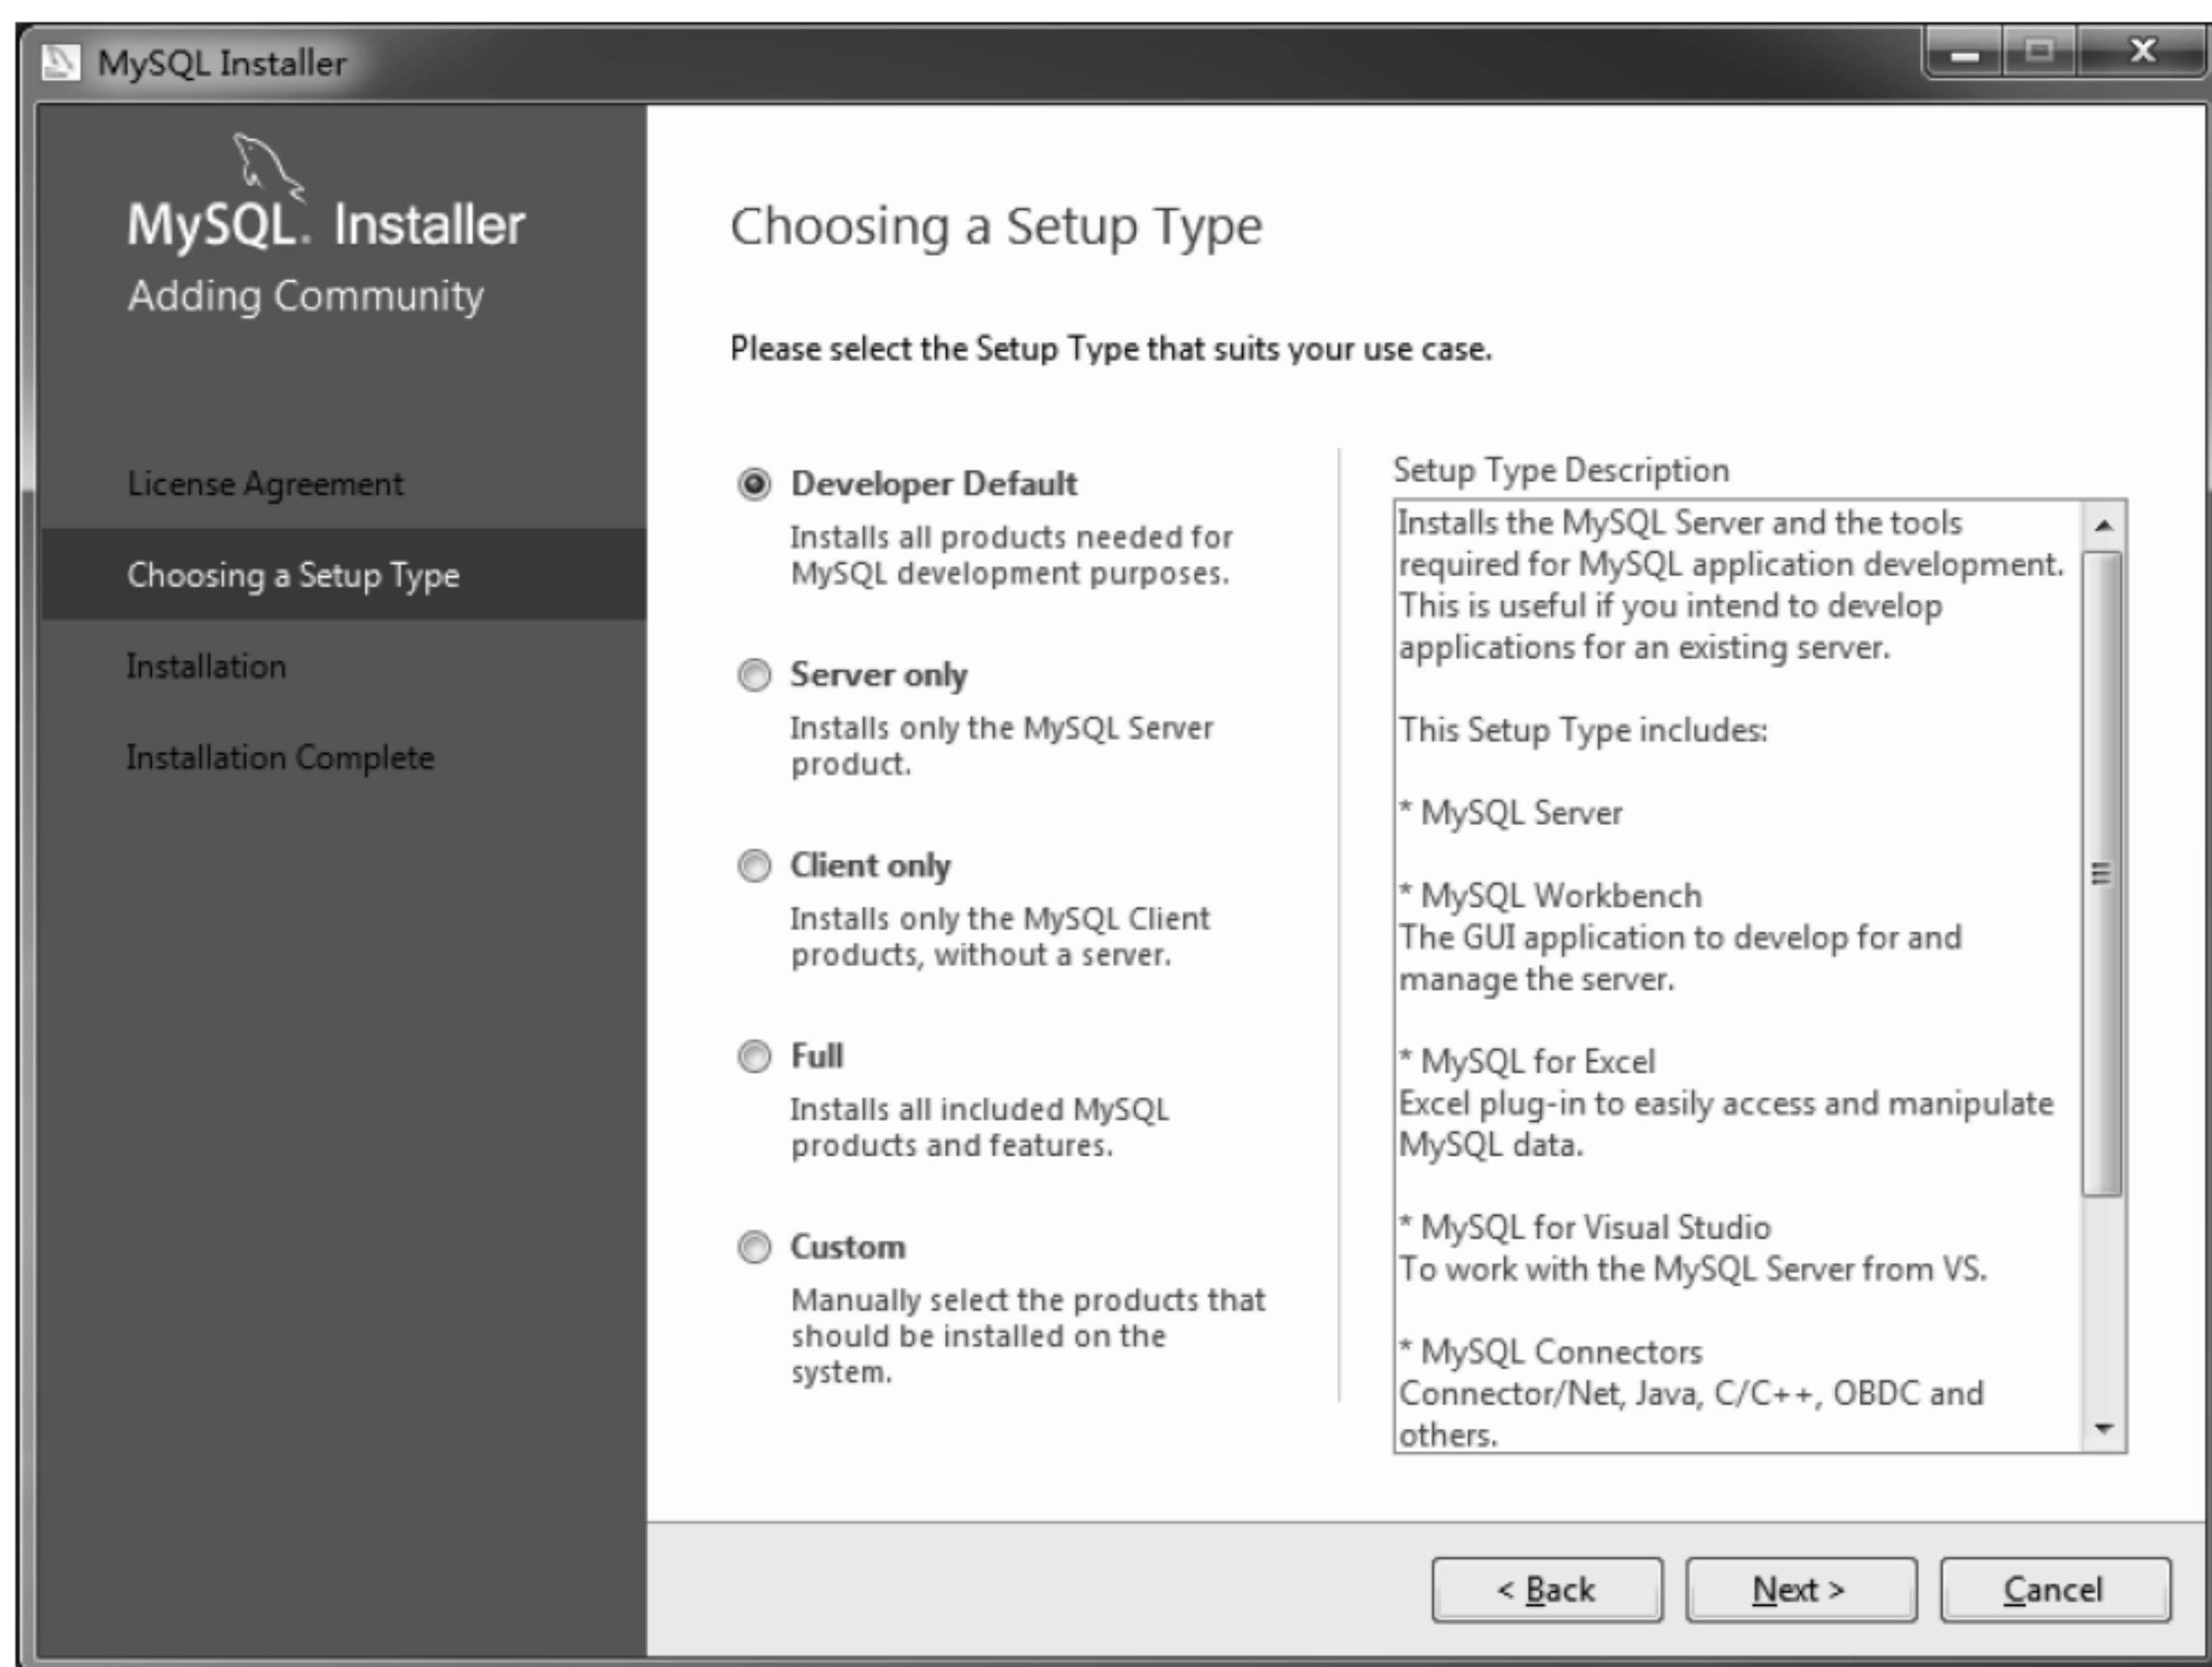 MySQL Installer
MySQL. Installer
Adding Community
License Agreement
Choosing a Setup Type
Installation
Installation Complete
Choosing a Setup Type
Please select the Setup Type that suits your use case.
Developer Default
Installs all products needed for
MySQL development purposes.
Server only
Installs only the MySQL Server
product.
Client only
Installs only the MySQL Client
products, without a server.
Full
Installs all included MySQL
products and features.
Custom
Manually select the products that
should be installed on the
system.
Setup Type Description
Installs the MySQL Server and the tools
required for MySQL application development.
This is useful if you intend to develop
applications for an existing server.
This Setup Type includes:
* MySQL Server
* MySQL Workbench
The GUI application to develop for and
manage the server.
* MySQL for Excel
Excel plug-in to easily access and manipulate
MySQL data.
* MySQL for Visual Studio
To work with the MySQL Server from VS.
* MySQL Connectors
Connector/Net, Java, C/C++, OBDC and
others.
< Back
Next >
Cancel